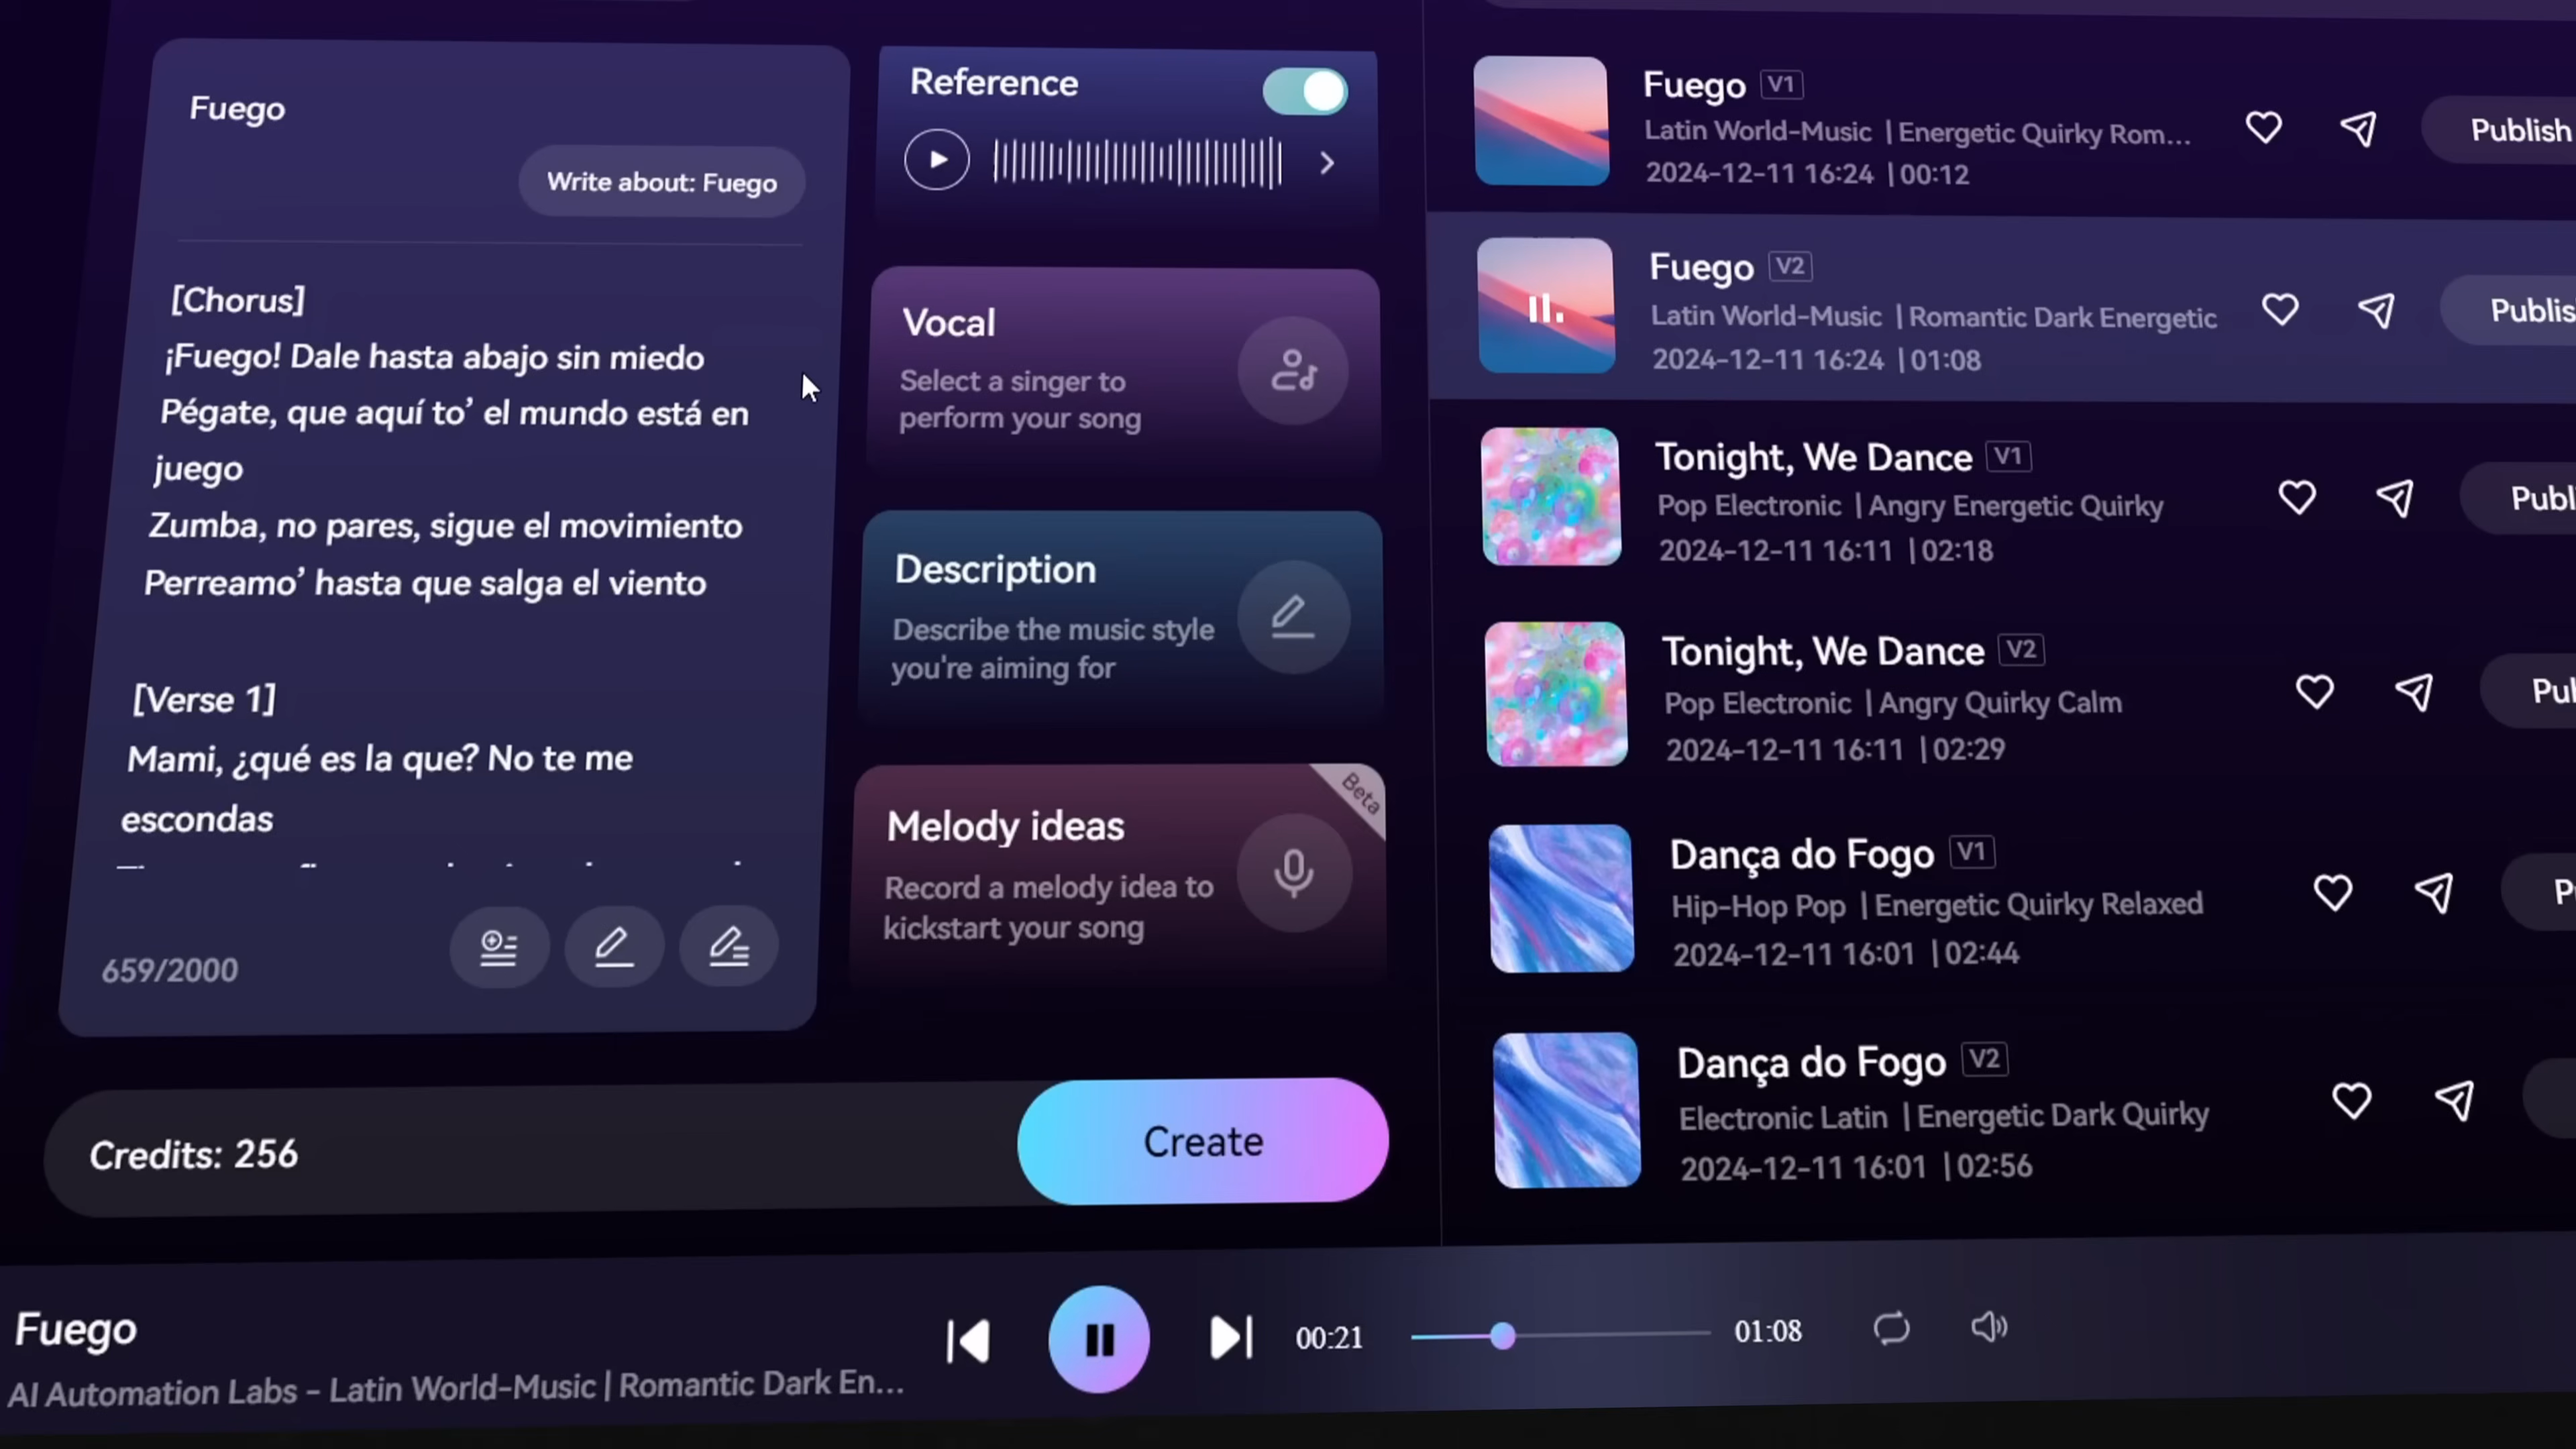 Fuego
Write about: Fuego
[Chorus]
¡Fuego! Dale hasta abajo sin miedo
Pégate, que aquí to’ el mundo está en
juego
Zumba, no pares, sigue el movimiento
Perreamo’ hasta que salga el viento
[Verse 1]
Mami, ¿qué es la que? No te me
escondas
659/2000
Reference
Vocal
Select a singer to
perform your song
Description
Describe the music style
you're aiming for
Beta
Melody ideas
Record a melody idea to
kickstart your song
Credits: 256
Create
Fuego V1
Latin World-Music | Energetic Quirky Rom...
2024-12-11 16:24 | 00:12
Publish
Fuego V2
Latin World-Music | Romantic Dark Energetic
2024-12-11 16:24 | 01:08
Publis
Tonight, We Dance V1
Pop Electronic | Angry Energetic Quirky
2024-12-11 16:11 | 02:18
Publ
Tonight, We Dance V2
Pop Electronic | Angry Quirky Calm
2024-12-11 16:11 | 02:29
Pul
Dança do Fogo V1
Hip-Hop Pop | Energetic Quirky Relaxed
2024-12-11 16:01 | 02:44
P
Dança do Fogo V2
Electronic Latin | Energetic Dark Quirky
2024-12-11 16:01 | 02:56
Fuego
AI Automation Labs - Latin World-Music | Romantic Dark En...
00:21
01:08